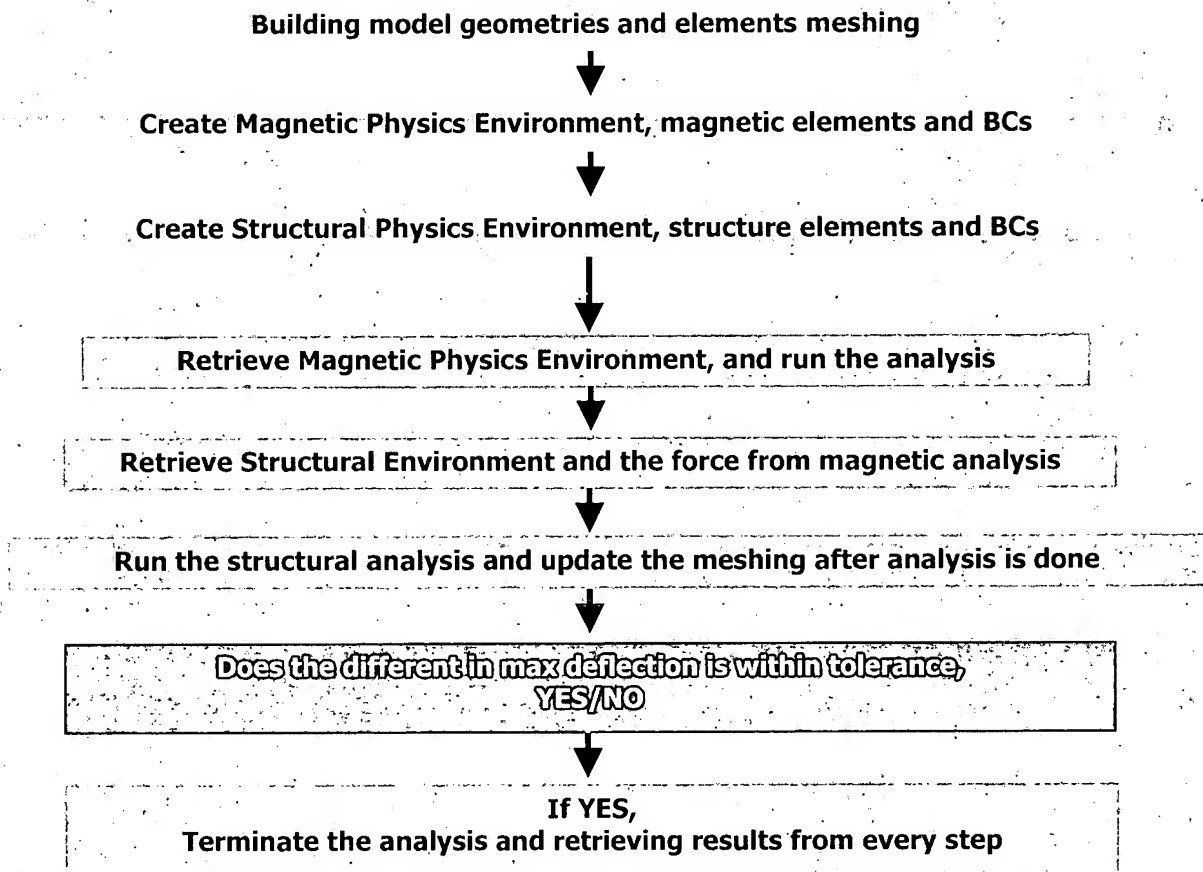 Building model geometries and elements meshing
Create Magnetic Physics Environment, magnetic elements and BCs
Create Structural Physics Environment, structure elements and BCs
Retrieve Magnetic Physics Environment, and run the analysis
Retrieve Structural Environment and the force from magnetic analysis
Run the structural analysis and update the meshing after analysis is done
Does the different in max deflection is within tolerance,
YES/NO
If YES,
Terminate the analysis and retrieving results from every step